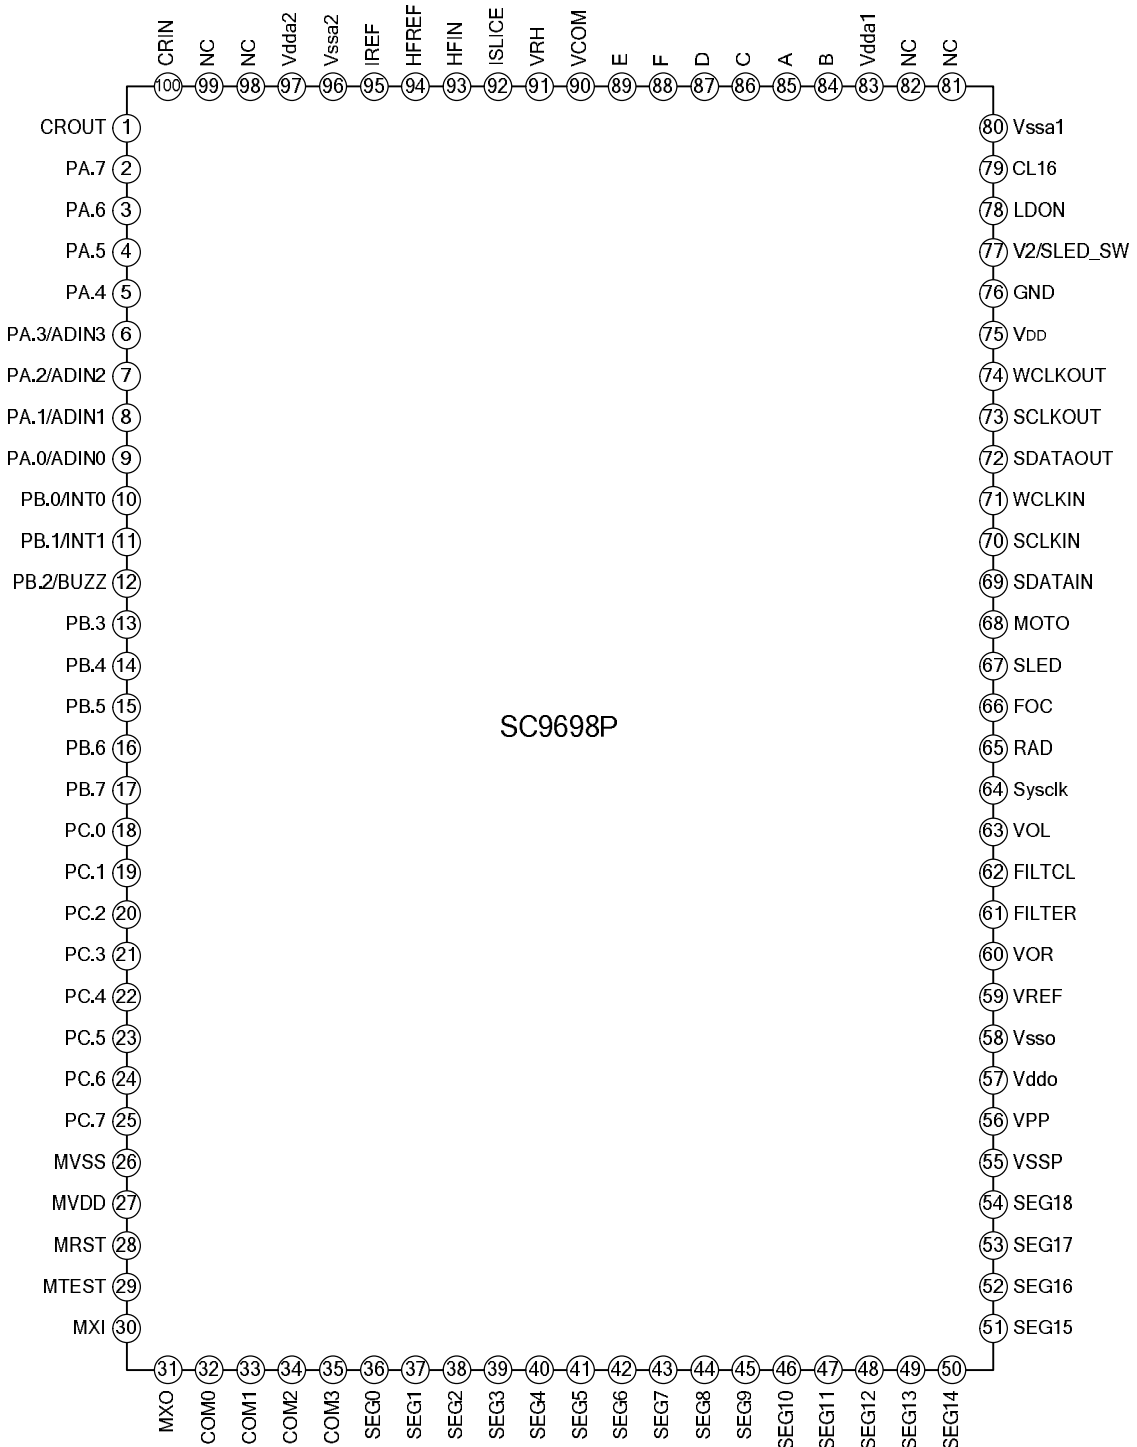 CRIN
NC
NC
Vdda2
Vssa2
IREF
HFREF
HFIN
ISLICE
VRH
VCOM
E
F
D
C
A
B
Vdda1
NC
NC
100 99 98 97 96 95 94 93 92 91 90 89 88 87 86 85 84 83 82 81
CROUT 1
PA.7 2
PA.6 3
PA.5 4
PA.4 5
PA.3/ADIN3 6
PA.2/ADIN2 7
PA.1/ADIN1 8
PA.0/ADIN0 9
PB.0/INT0 10
PB.1/INT1 11
PB.2/BUZZ 12
PB.3 13
PB.4 14
PB.5 15
PB.6 16
PB.7 17
PC.0 18
PC.1 19
PC.2 20
PC.3 21
PC.4 22
PC.5 23
PC.6 24
PC.7 25
MVSS 26
MVDD 27
MRST 28
MTEST 29
MXI 30
SC9698P
80 Vssa1
79 CL16
78 LDON
77 V2/SLED_SW
76 GND
75 VDD
74 WCLKOUT
73 SCLKOUT
72 SDATAOUT
71 WCLKIN
70 SCLKIN
69 SDATAIN
68 MOTO
67 SLED
66 FOC
65 RAD
64 Sysclk
63 VOL
62 FILTCL
61 FILTER
60 VOR
59 VREF
58 Vsso
57 Vddo
56 VPP
55 VSSP
54 SEG18
53 SEG17
52 SEG16
51 SEG15
31 32 33 34 35 36 37 38 39 40 41 42 43 44 45 46 47 48 49 50
MXO
COM0
COM1
COM2
COM3
SEG0
SEG1
SEG2
SEG3
SEG4
SEG5
SEG6
SEG7
SEG8
SEG9
SEG10
SEG11
SEG12
SEG13
SEG14